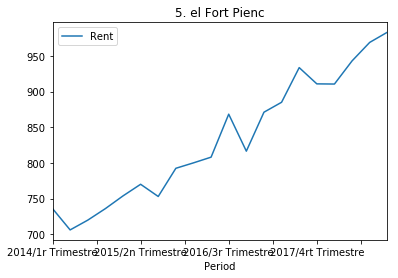 5. el Fort Pienc
Rent
950
900
850
800
750
700
2014/1r Trimestre 2015/2n Trimestre 2016/3r Trimestre 2017/4rt Trimestre
Period